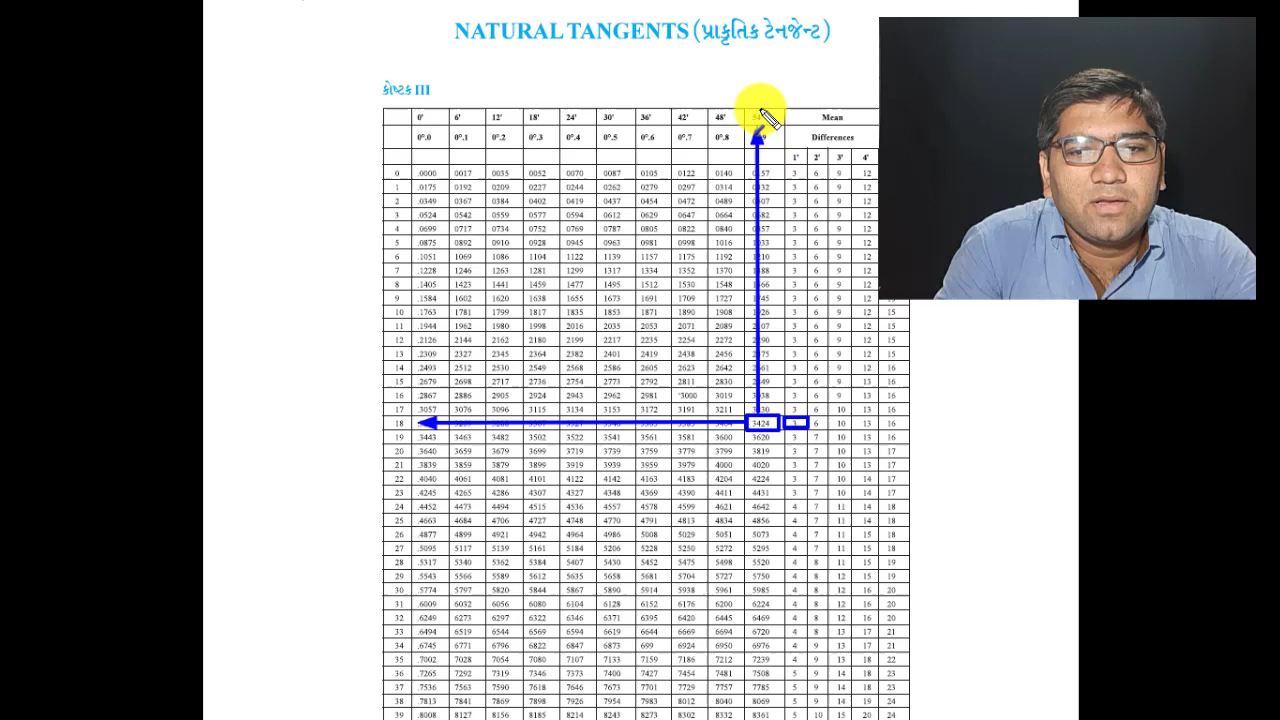 NATURAL TANGENTS (પ્રાકૃતિક ટેનજેન્ટ)
કોષ્ટક III
0' 6' 12' 18' 24' 30' 36' 42' 48' Mean
0°.0 0°.1 0°.2 0°.3 0°.4 0°.5 0°.6 0°.7 0°.8 Differences
1' 2' 3' 4'
0 .0000 0017 0035 0052 0070 0087 0105 0122 0140 3 6 9 12
1 .0175 0192 0209 0227 0244 0262 0279 0297 0314 3 6 9 12
2 .0349 0367 0384 0402 0419 0437 0454 0472 0489 3 6 9 12
3 .0524 0542 0559 0577 0594 0612 0629 0647 0664 3 6 9 12
4 .0699 0717 0734 0752 0769 0787 0805 0822 0840 3 6 9 12
5 .0875 0892 0910 0928 0945 0963 0981 0998 1016 3 6 9 12
6 .1051 1069 1086 1104 1122 1139 1157 1175 1192 3 6 9 12
7 .1228 1246 1263 1281 1299 1317 1334 1352 1370 3 6 9 12
8 .1405 1423 1441 1459 1477 1495 1512 1530 1548 3 6 9 12
9 .1584 1602 1620 1638 1655 1673 1691 1709 1727 3 6 9 12
10 .1763 1781 1799 1817 1835 1853 1871 1890 1908 3 6 9 12 15
11 .1944 1962 1980 1998 2016 2035 2053 2071 2089 3 6 9 12 15
12 .2126 2144 2162 2180 2199 2217 2235 2254 2272 3 6 9 12 15
13 .2309 2327 2345 2364 2382 2401 2419 2438 2456 3 6 9 12 15
14 .2493 2512 2530 2549 2568 2586 2605 2623 2642 3 6 9 12 16
15 .2679 2698 2717 2736 2754 2773 2792 2811 2830 3 6 9 13 16
16 .2867 2886 2905 2924 2943 2962 2981 3000 3019 3 6 9 13 16
17 .3057 3076 3096 3115 3134 3153 3172 3191 3211 3 6 10 13 16
18 3424 3 6 10 13 16
19 .3443 3463 3482 3502 3522 3541 3561 3581 3600 3620 3 7 10 13 16
20 .3640 3659 3679 3699 3719 3739 3759 3779 3799 3819 3 7 10 13 17
21 .3839 3859 3879 3899 3919 3939 3959 3979 4000 4020 3 7 10 13 17
22 .4040 4061 4081 4101 4122 4142 4163 4183 4204 4224 3 7 10 14 17
23 .4245 4265 4286 4307 4327 4348 4369 4390 4411 4431 3 7 10 14 17
24 .4452 4473 4494 4515 4536 4557 4578 4599 4621 4642 4 7 11 14 18
25 .4663 4684 4706 4727 4748 4770 4791 4813 4834 4856 4 7 11 14 18
26 .4877 4899 4921 4942 4964 4986 5008 5029 5051 5073 4 7 11 15 18
27 .5095 5117 5139 5161 5184 5206 5228 5250 5272 5295 4 7 11 15 18
28 .5317 5340 5362 5384 5407 5430 5452 5475 5498 5520 4 8 11 15 19
29 .5543 5566 5589 5612 5635 5658 5681 5704 5727 5750 4 8 12 15 19
30 .5774 5797 5820 5844 5867 5890 5914 5938 5961 5985 4 8 12 16 20
31 .6009 6032 6056 6080 6104 6128 6152 6176 6200 6224 4 8 12 16 20
32 .6249 6273 6297 6322 6346 6371 6395 6420 6445 6469 4 8 12 16 20
33 .6494 6519 6544 6569 6594 6619 6644 6669 6694 6720 4 8 13 17 21
34 .6745 6771 6796 6822 6847 6873 699 6924 6950 6976 4 9 13 17 21
35 .7002 7028 7054 7080 7107 7133 7159 7186 7212 7239 4 9 13 18 22
36 .7265 7292 7319 7346 7373 7400 7427 7454 7481 7508 5 9 14 18 23
37 .7536 7563 7590 7618 7646 7673 7701 7729 7757 7785 5 9 14 18 23
38 .7813 7841 7869 7898 7926 7954 7983 8012 8040 8069 5 9 14 19 24
39 .8008 8127 8156 8185 8214 8243 8273 8302 8332 8361 5 10 15 20 24